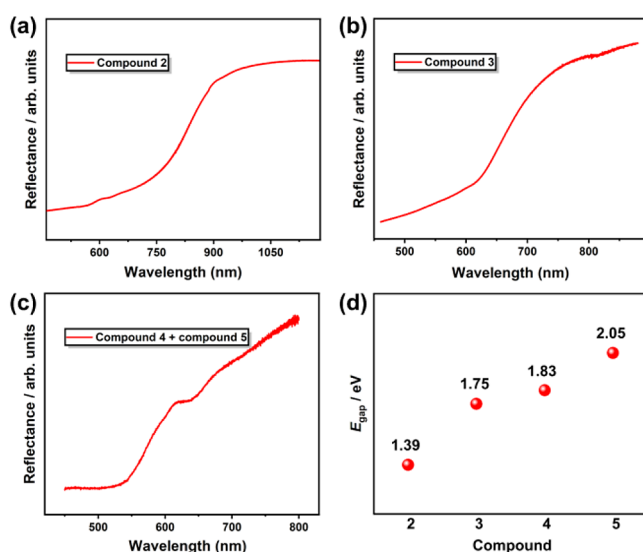 (a)
Compound 2
Reflectance / arb. units
600 750 900 1050
Wavelength (nm)
(b)
Compound 3
Reflectance / arb. units
500 600 700 800
Wavelength (nm)
(c)
Compound 4 + compound 5
Reflectance / arb. units
500 600 700 800
Wavelength (nm)
(d)
2.05
1.83
1.75
1.39
Egap / eV
2 3 4 5
Compound